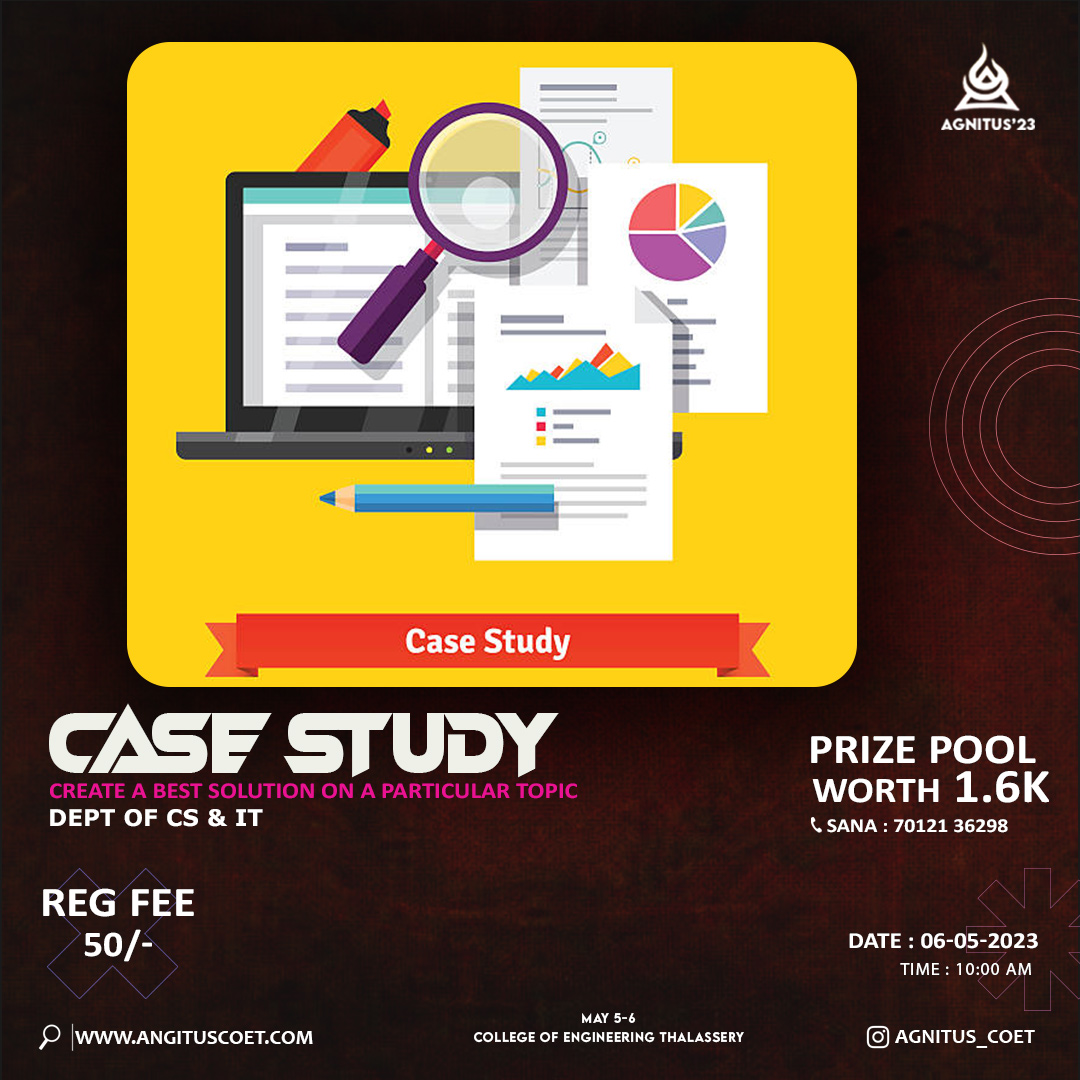 AGNITUS'23
Case Study
CASE STUDY
CREATE A BEST SOLUTION ON A PARTICULAR TOPIC
DEPT OF CS & IT
PRIZE POOL
WORTH 1.6K
SANA : 70121 36298
REG FEE
50/-
DATE : 06-05-2023
TIME : 10:00 AM
WWW.ANGITUSCOET.COM
MAY 5-6
COLLEGE OF ENGINEERING THALASSERY
AGNITUS_COET